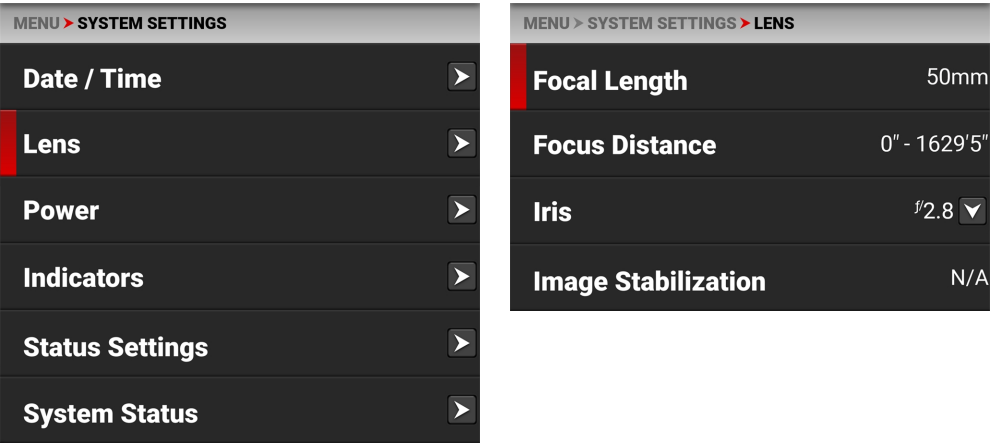 MENU > SYSTEM SETTINGS
Date / Time
Lens
Power
Indicators
Status Settings
System Status
MENU > SYSTEM SETTINGS > LENS
Focal Length 50mm
Focus Distance 0" - 1629'5"
Iris ƒ/2.8
Image Stabilization N/A